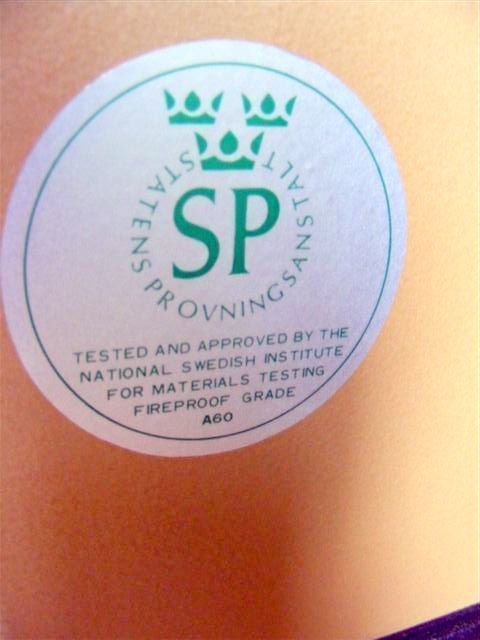 STATENS PROVNINGSANSTALT
SP
TESTED AND APPROVED BY THE
NATIONAL SWEDISH INSTITUTE
FOR MATERIALS TESTING
FIREPROOF GRADE
A60